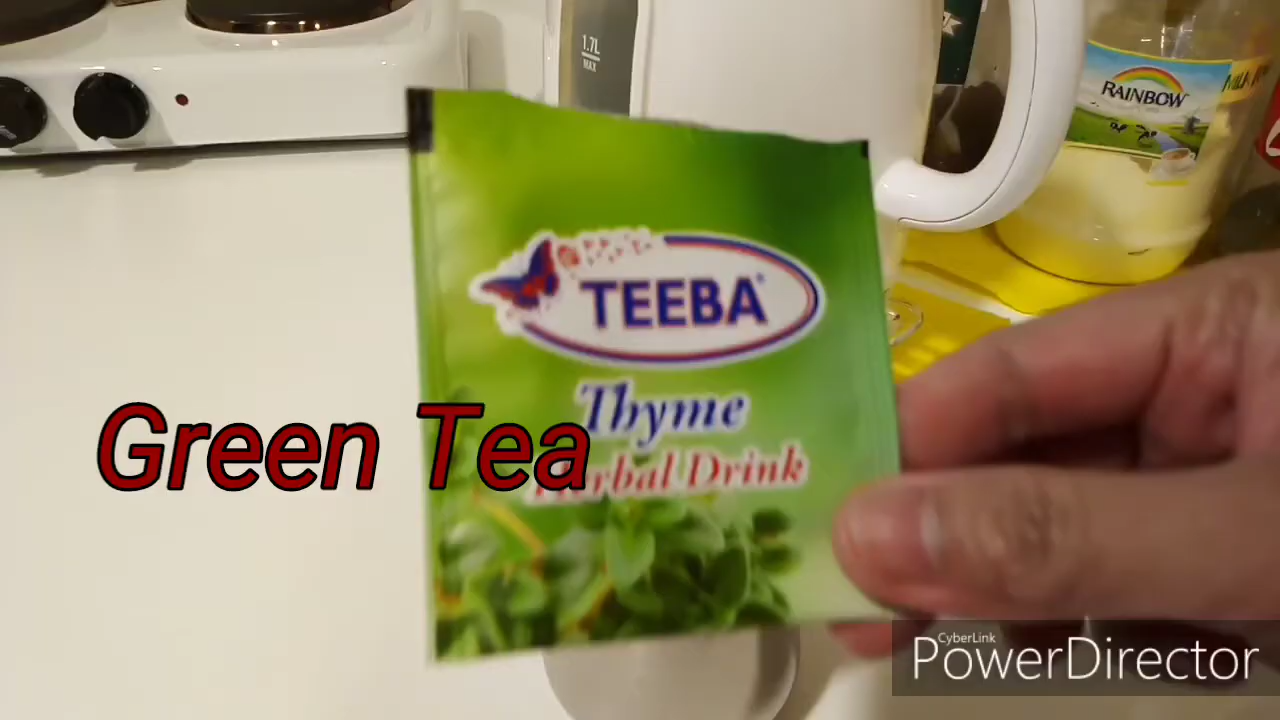 1.7L
MAX
RAINBOW
TEEBA
Thyme
Herbal Drink
Green Tea
CyberLink
PowerDirector